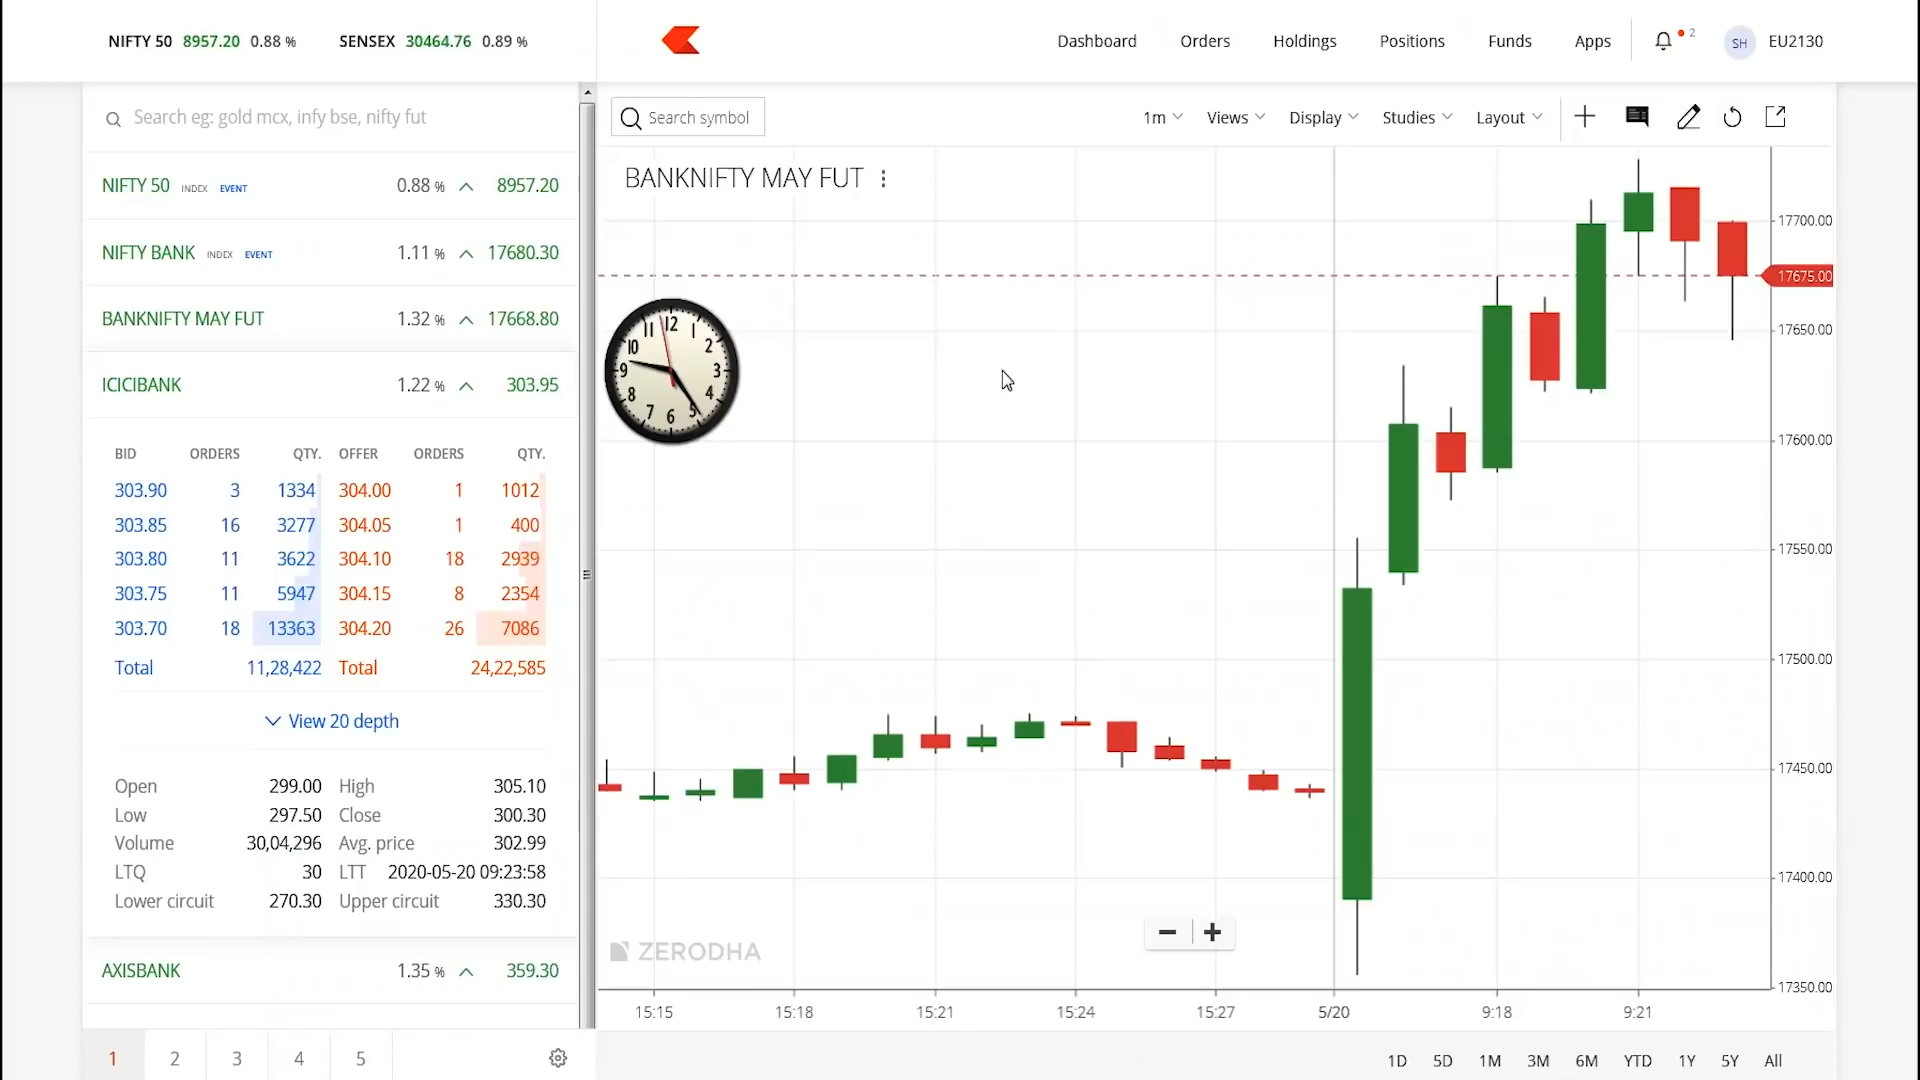 NIFTY 50 8957.20 0.88 % SENSEX 30464.76 0.89 %
Dashboard Orders Holdings Positions Funds Apps 2 SH EU2130
Search eg: gold mcx, infy bse, nifty fut
NIFTY 50 INDEX EVENT 0.88 % 8957.20
NIFTY BANK INDEX EVENT 1.11 % 17680.30
BANKNIFTY MAY FUT 1.32 % 17668.80
ICICIBANK 1.22 % 303.95
BID ORDERS QTY. OFFER ORDERS QTY.
303.90 3 1334 304.00 1 1012
303.85 16 3277 304.05 1 400
303.80 11 3622 304.10 18 2939
303.75 11 5947 304.15 8 2354
303.70 18 13363 304.20 26 7086
Total 11,28,422 Total 24,22,585
View 20 depth
Open 299.00 High 305.10
Low 297.50 Close 300.30
Volume 30,04,296 Avg. price 302.99
LTQ 30 LTT 2020-05-20 09:23:58
Lower circuit 270.30 Upper circuit 330.30
AXISBANK 1.35 % 359.30
1 2 3 4 5
Search symbol 1m Views Display Studies Layout
BANKNIFTY MAY FUT
12 1 2 3 4 5 6 7 8 9 10 11
17700.00
17675.00
17650.00
17600.00
17550.00
17500.00
17450.00
17400.00
17350.00
ZERODHA
15:15 15:18 15:21 15:24 15:27 5/20 9:18 9:21
1D 5D 1M 3M 6M YTD 1Y 5Y All